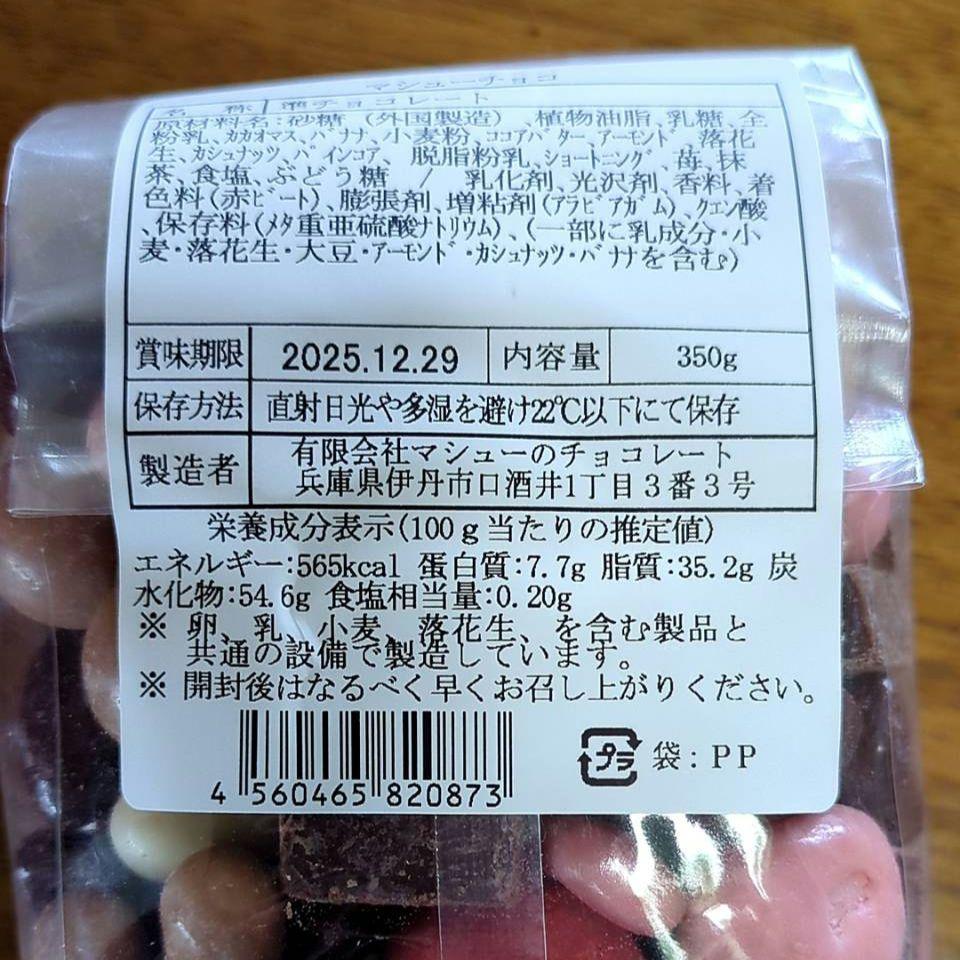 マシューチョコ
名 称 準チョコレート
原材料名:砂糖(外国製造)、植物油脂、乳糖、全
粉乳、カカオマス、バナナ、小麦粉、ココアバター、アーモンド、落花
生、カシュナッツ、パインコア、脱脂粉乳、ショートニング、苺、抹
茶、食塩、ぶどう糖 / 乳化剤、光沢剤、香料、着
色料(赤ビート)、膨張剤、増粘剤(アラビアガム)、クエン酸
、保存料(メタ重亜硫酸ナトリウム)、(一部に乳成分・小
麦・落花生・大豆・アーモンド・カシュナッツ・バナナを含む)
賞味期限 2025.12.29 内容量 350g
保存方法 直射日光や多湿を避け22℃以下にて保存
製造者 有限会社マシューのチョコレート
兵庫県伊丹市口酒井1丁目3番3号
栄養成分表示(100g当たりの推定値)
エネルギー:565kcal 蛋白質:7.7g 脂質:35.2g 炭
水化物:54.6g 食塩相当量:0.20g
※ 卵、乳、小麦、落花生、を含む製品と
共通の設備で製造しています。
※ 開封後はなるべく早くお召し上がりください。
プラ 袋:PP
4 560465 820873